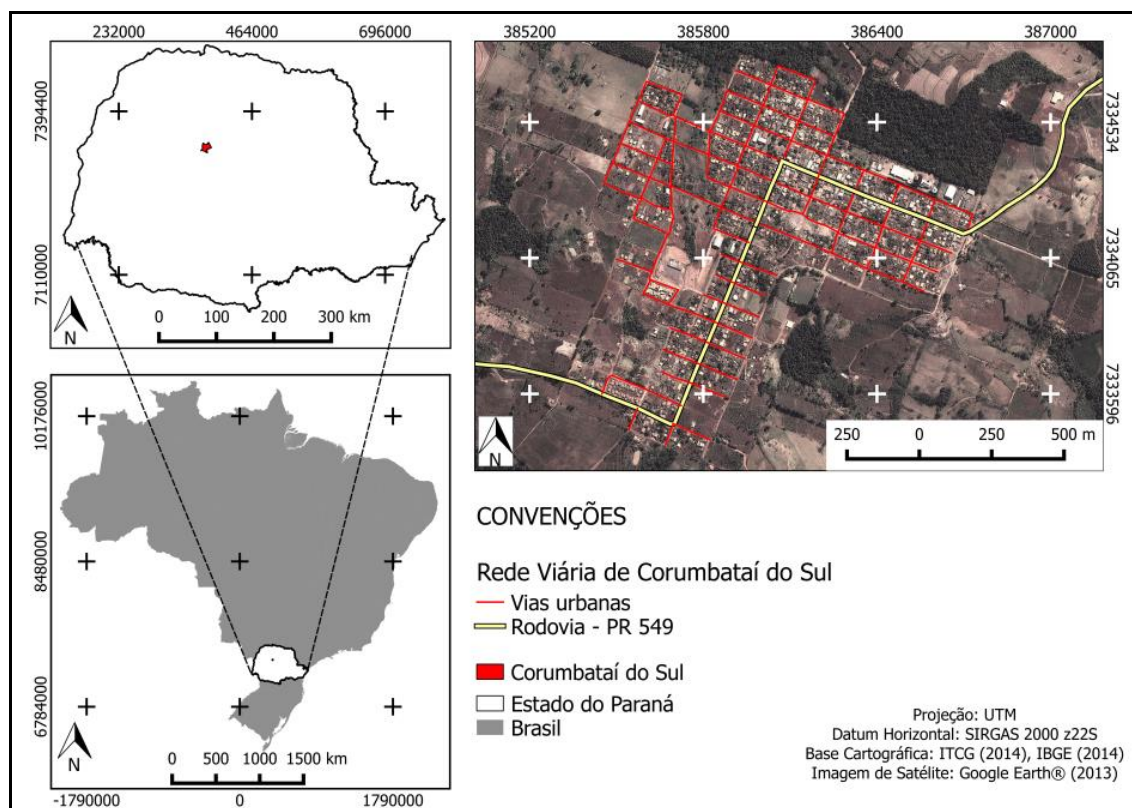 232000 464000 696000
7394400
7110000
N
0 100 200 300 km
385200 385800 386400 387000
7334534
7334065
7333596
N
250 0 250 500 m
10176000
8480000
6784000
N
0 500 1000 1500 km
-1790000 0 1790000
CONVENÇÕES
Rede Viária de Corumbataí do Sul
Vias urbanas
Rodovia - PR 549
Corumbataí do Sul
Estado do Paraná
Brasil
Projeção: UTM
Datum Horizontal: SIRGAS 2000 z22S
Base Cartográfica: ITCG (2014), IBGE (2014)
Imagem de Satélite: Google Earth® (2013)